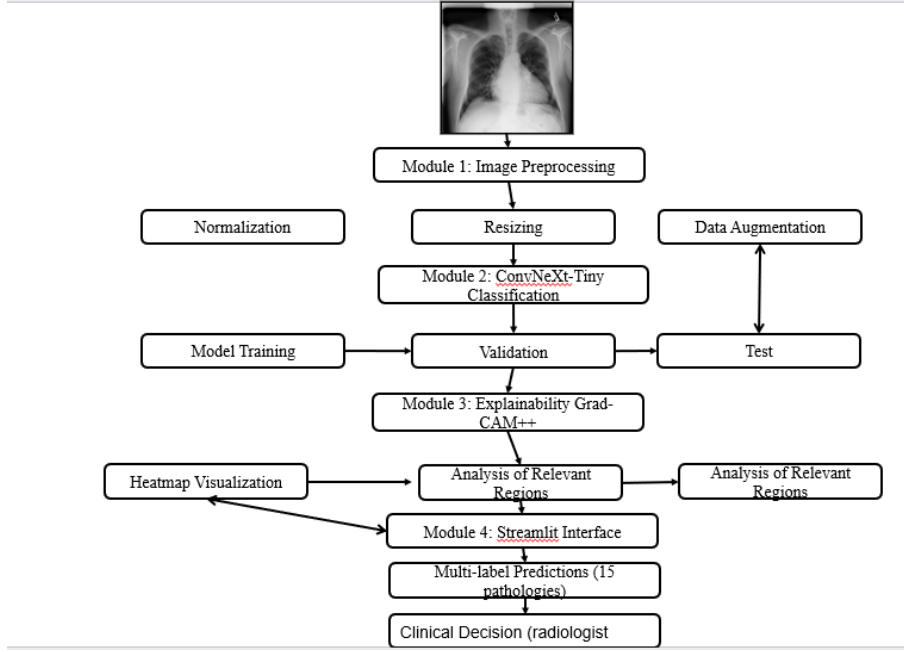 Module 1: Image Preprocessing
Normalization
Resizing
Data Augmentation
Module 2: ConvNeXt-Tiny
Classification
Model Training
Validation
Test
Module 3: Explainability Grad-
CAM++
Heatmap Visualization
Analysis of Relevant
Regions
Analysis of Relevant
Regions
Module 4: Streamlit Interface
Multi-label Predictions (15
pathologies)
Clinical Decision (radiologist